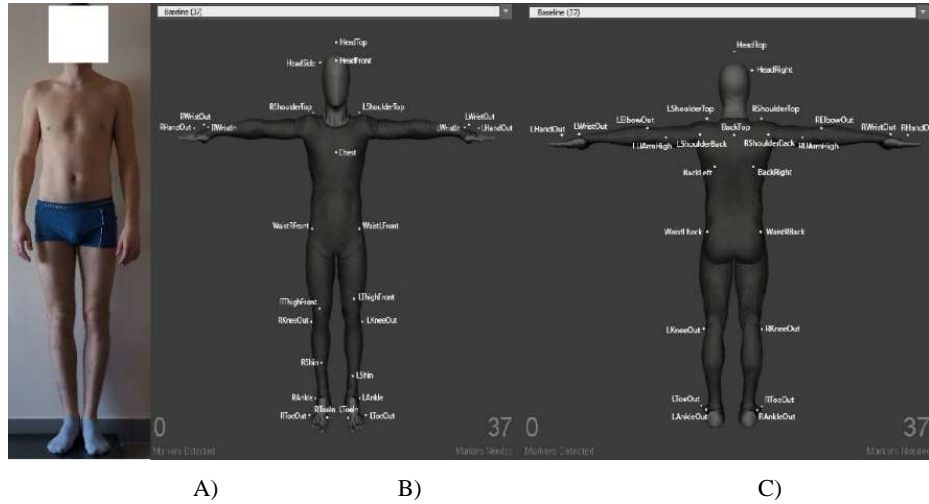 Baseline (37)
HeadTop
HeadSide
HeadFront
RShoulderTop
LShoulderTop
RWristOut
LWristOut
RHandOut
RWristIn
LWristIn
LHandOut
Chest
WaistRFront
WaistLFront
RThighFront
LThighFront
RKneeOut
LKneeOut
RShin
LShin
RAnkle
LAnkle
RToeIn
LToeIn
RToeOut
LToeOut
0
37
Markers Detected
Markers Needed
Baseline (37)
HeadTop
HeadRight
LShoulderTop
RShoulderTop
LElbowOut
RElbowOut
BackTop
LHandOut
LWristOut
RWristOut
LUArmHigh
LShoulderBack
RShoulderBack
RUArmHigh
BackLeft
BackRight
WaistLBack
WaistRBack
LKneeOut
RKneeOut
LToeOut
RToeOut
LAnkleOut
RAnkleOut
0
37
Markers Detected
Markers Needed
A)
B)
C)